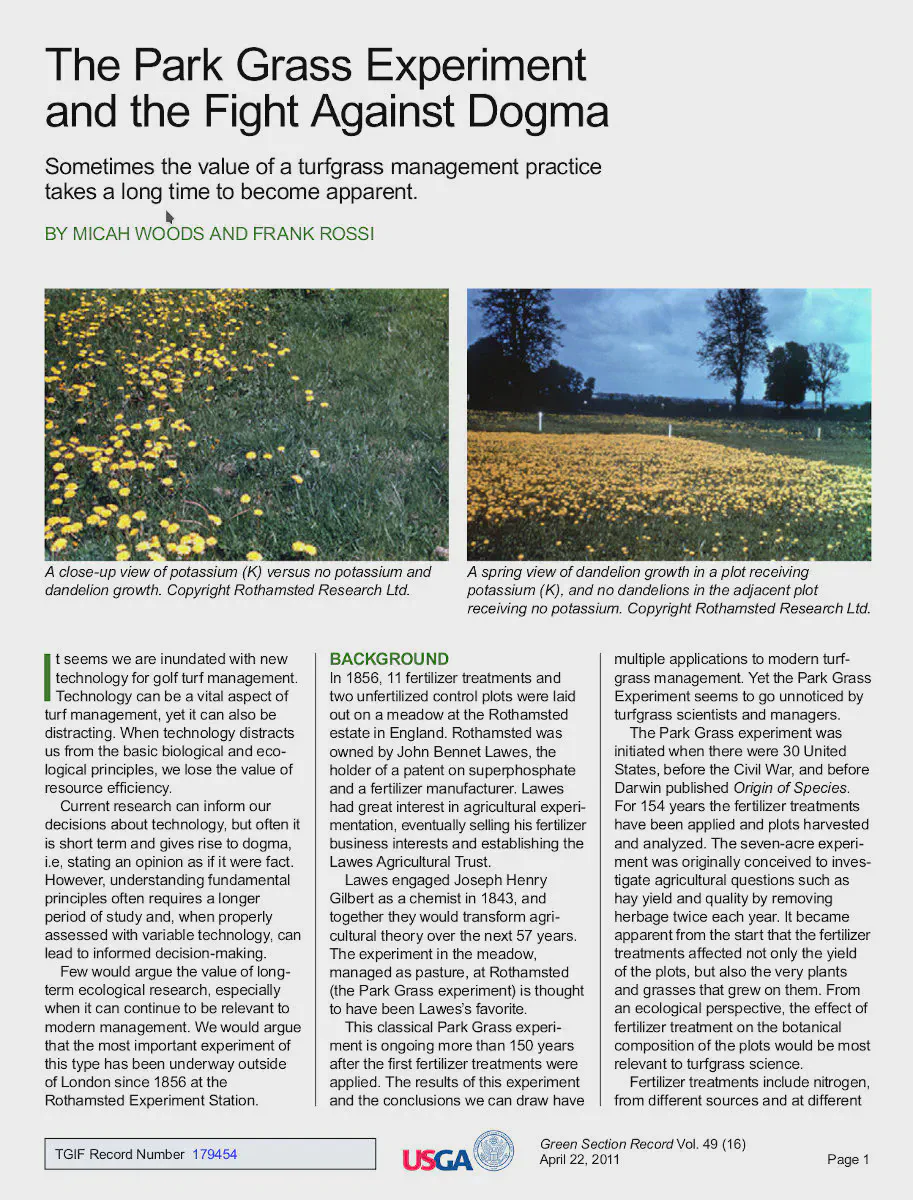 The Park Grass Experiment
and the Fight Against Dogma
Sometimes the value of a turfgrass management practice
takes a long time to become apparent.
BY MICAH WOODS AND FRANK ROSSI
A close-up view of potassium (K) versus no potassium and
dandelion growth. Copyright Rothamsted Research Ltd.
A spring view of dandelion growth in a plot receiving
potassium (K), and no dandelions in the adjacent plot
receiving no potassium. Copyright Rothamsted Research Ltd.
It seems we are inundated with new
technology for golf turf management.
Technology can be a vital aspect of
turf management, yet it can also be
distracting. When technology distracts
us from the basic biological and eco-
logical principles, we lose the value of
resource efficiency.
Current research can inform our
decisions about technology, but often it
is short term and gives rise to dogma,
i.e, stating an opinion as if it were fact.
However, understanding fundamental
principles often requires a longer
period of study and, when properly
assessed with variable technology, can
lead to informed decision-making.
Few would argue the value of long-
term ecological research, especially
when it can continue to be relevant to
modern management. We would argue
that the most important experiment of
this type has been underway outside
of London since 1856 at the
Rothamsted Experiment Station.
BACKGROUND
In 1856, 11 fertilizer treatments and
two unfertilized control plots were laid
out on a meadow at the Rothamsted
estate in England. Rothamsted was
owned by John Bennet Lawes, the
holder of a patent on superphosphate
and a fertilizer manufacturer. Lawes
had great interest in agricultural experi-
mentation, eventually selling his fertilizer
business interests and establishing the
Lawes Agricultural Trust.
Lawes engaged Joseph Henry
Gilbert as a chemist in 1843, and
together they would transform agri-
cultural theory over the next 57 years.
The experiment in the meadow,
managed as pasture, at Rothamsted
(the Park Grass experiment) is thought
to have been Lawes's favorite.
This classical Park Grass experi-
ment is ongoing more than 150 years
after the first fertilizer treatments were
applied. The results of this experiment
and the conclusions we can draw have
multiple applications to modern turf-
grass management. Yet the Park Grass
Experiment seems to go unnoticed by
turfgrass scientists and managers.
The Park Grass experiment was
initiated when there were 30 United
States, before the Civil War, and before
Darwin published Origin of Species.
For 154 years the fertilizer treatments
have been applied and plots harvested
and analyzed. The seven-acre experi-
ment was originally conceived to inves-
tigate agricultural questions such as
hay yield and quality by removing
herbage twice each year. It became
apparent from the start that the fertilizer
treatments affected not only the yield
of the plots, but also the very plants
and grasses that grew on them. From
an ecological perspective, the effect of
fertilizer treatment on the botanical
composition of the plots would be most
relevant to turfgrass science.
Fertilizer treatments include nitrogen,
from different sources and at different
TGIF Record Number 179454
USGA
Green Section Record Vol. 49 (16)
April 22, 2011
Page 1